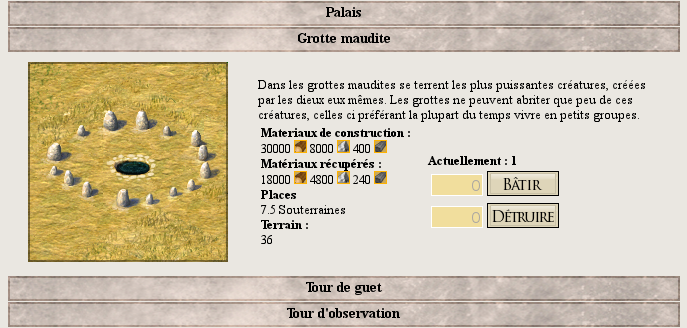 Palais
Grotte maudite
Dans les grottes maudites se terrent les plus puissantes créatures, créées
par les dieux eux mêmes. Les grottes ne peuvent abriter que peu de ces
créatures, celles ci préférant la plupart du temps vivre en petits groupes.
Materiaux de construction :
30000 8000 400
Matériaux récupérés :
18000 4800 240
Places
7.5 Souterraines
Terrain :
36
Actuellement : 1
0 BÂTIR
0 DÉTRUIRE
Tour de guet
Tour d'observation